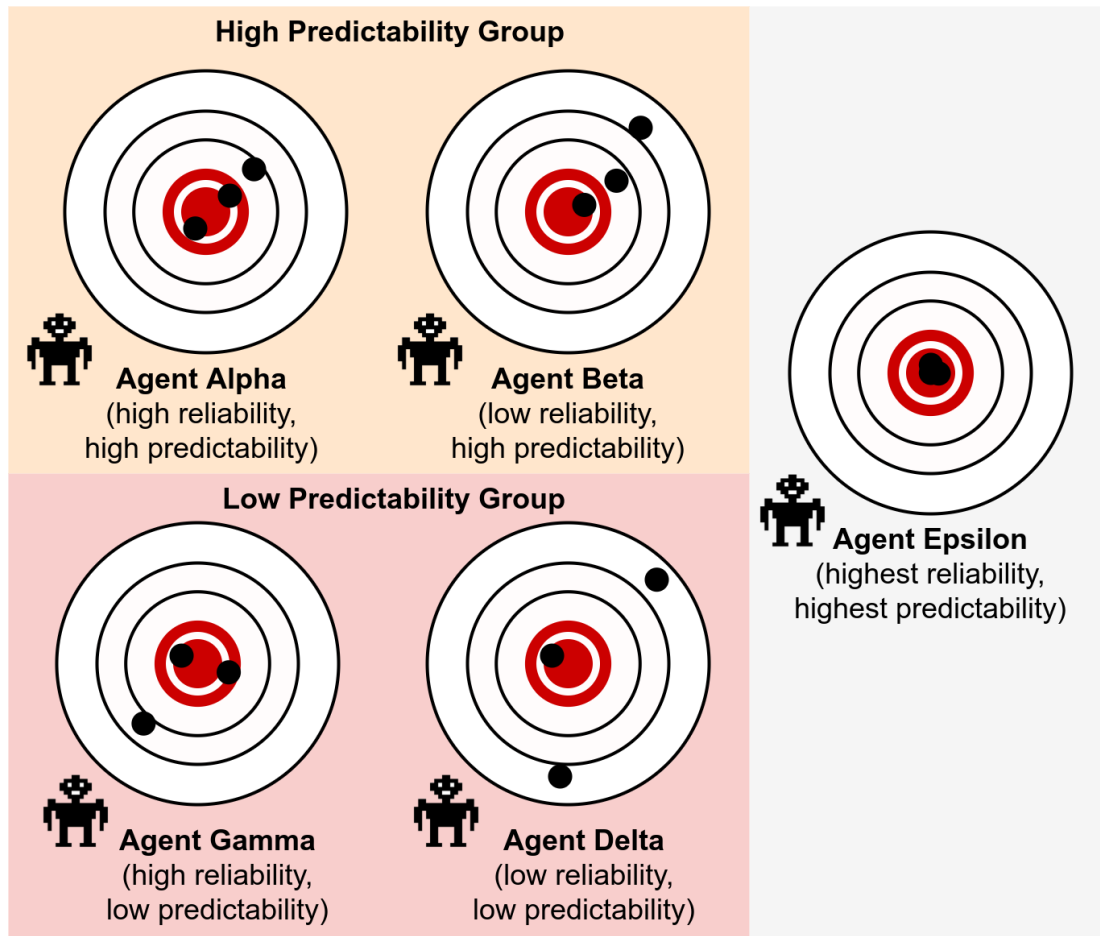 High Predictability Group
Agent Alpha
(high reliability,
high predictability)
Agent Beta
(low reliability,
high predictability)
Low Predictability Group
Agent Gamma
(high reliability,
low predictability)
Agent Delta
(low reliability,
low predictability)
Agent Epsilon
(highest reliability,
highest predictability)